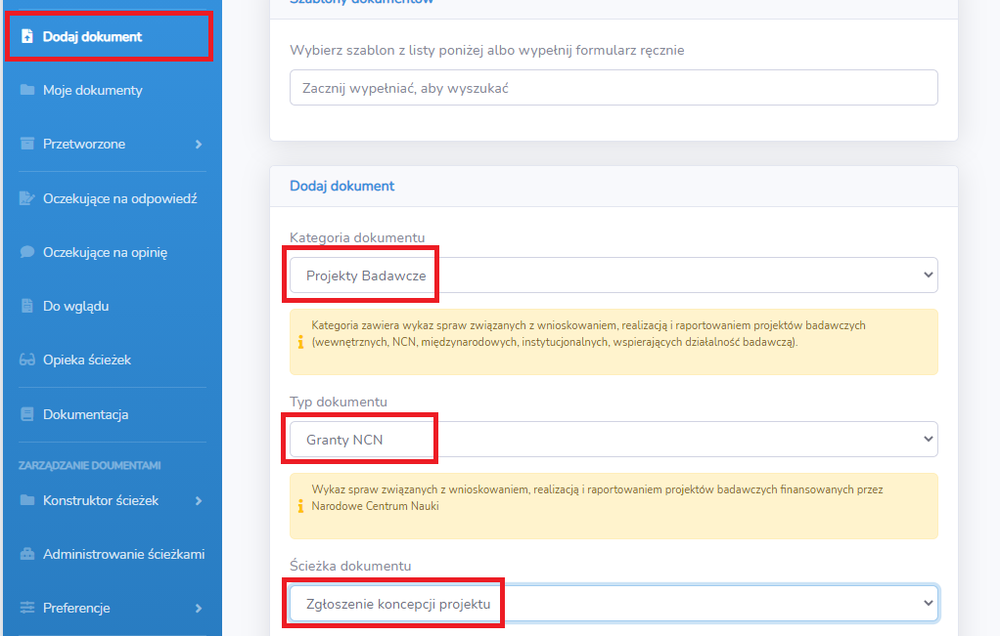 Dodaj dokument
Moje dokumenty
Przetworzone
Oczekujące na odpowiedź
Oczekujące na opinię
Do wglądu
Opieka ścieżek
Dokumentacja
ZARZĄDZANIE DOUMENTAMI
Konstruktor ścieżek
Administrowanie ścieżkami
Preferencje
Szablony dokumentów
Wybierz szablon z listy poniżej albo wypełnij formularz ręcznie
Zacznij wypełniać, aby wyszukać
Dodaj dokument
Kategoria dokumentu
Projekty Badawcze
Kategoria zawiera wykaz spraw związanych z wnioskowaniem, realizacją i raportowaniem projektów badawczych
(wewnętrznych, NCN, międzynarodowych, instytucjonalnych, wspierających działalność badawczą).
Typ dokumentu
Granty NCN
Wykaz spraw związanych z wnioskowaniem, realizacją i raportowaniem projektów badawczych finansowanych przez
Narodowe Centrum Nauki
Ścieżka dokumentu
Zgłoszenie koncepcji projektu